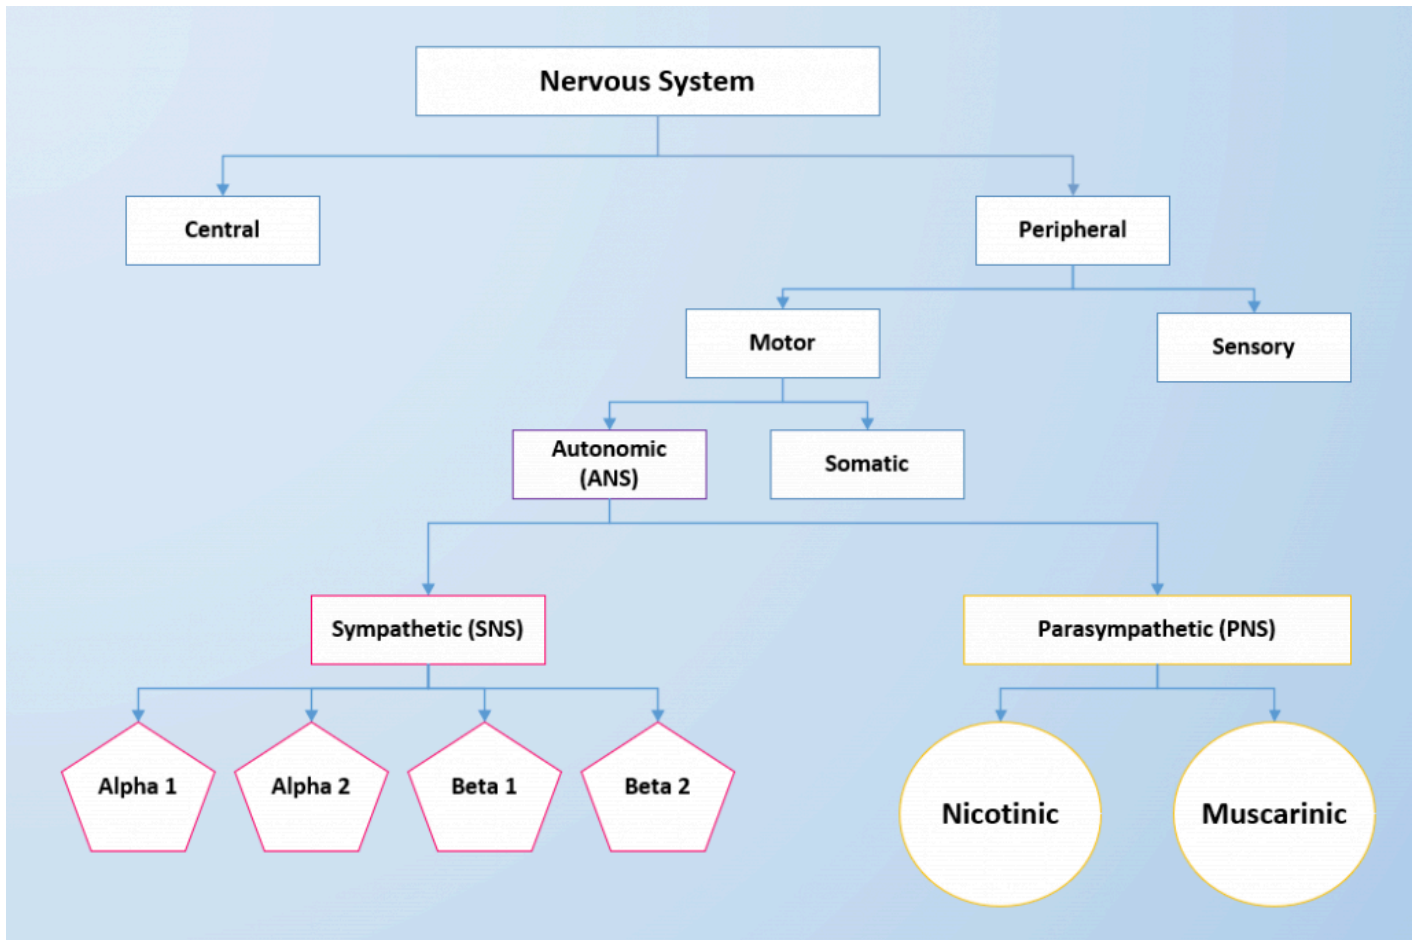 Nervous System
Central
Peripheral
Motor
Sensory
Autonomic
(ANS)
Somatic
Sympathetic (SNS)
Parasympathetic (PNS)
Alpha 1
Alpha 2
Beta 1
Beta 2
Nicotinic
Muscarinic